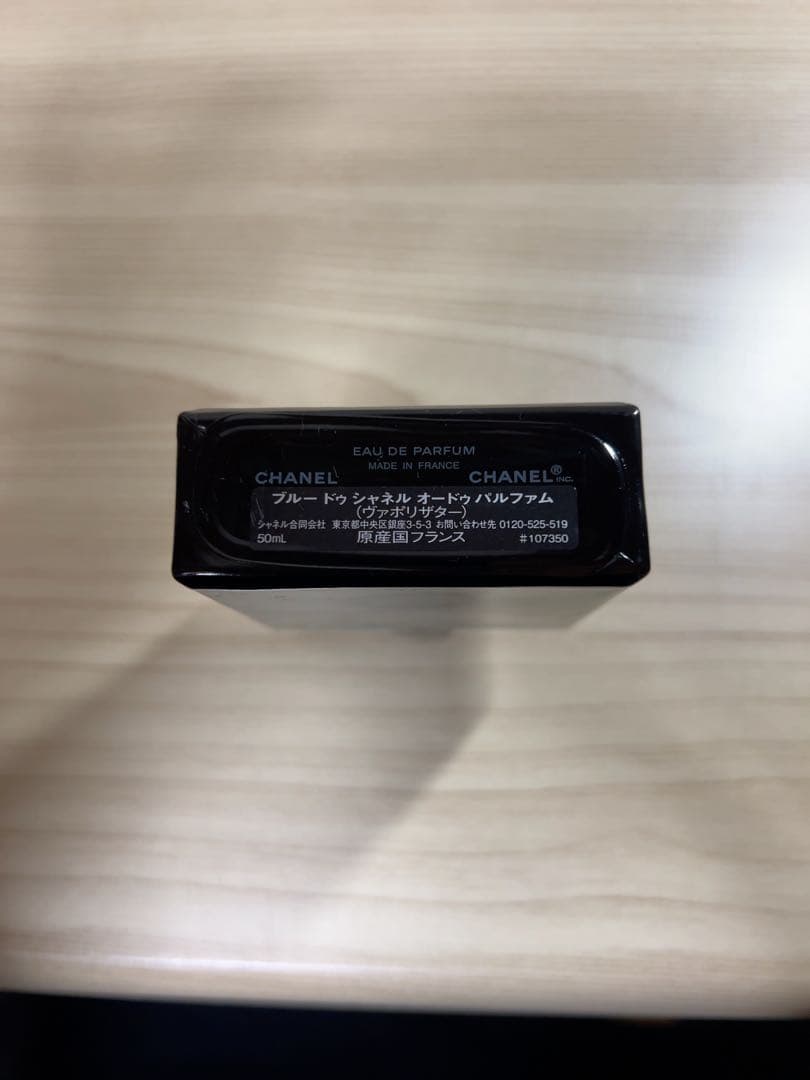 EAU DE PARFUM
MADE IN FRANCE
CHANEL CHANEL® INC.
ブルー ドゥ シャネル オードゥ パルファム
(ヴァポリザター)
シャネル合同会社 東京都中央区銀座3-5-3 お問い合わせ先 0120-525-519
50mL 原産国フランス #107350